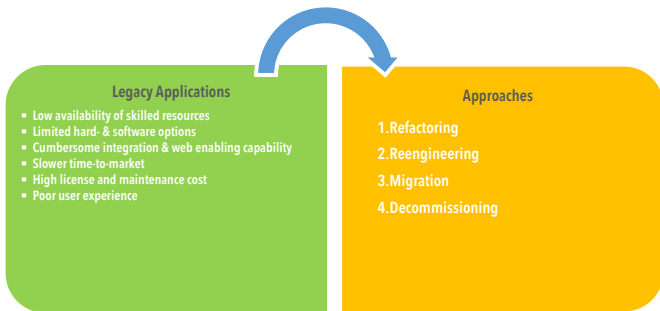 Legacy Applications
• Low availability of skilled resources
• Limited hard- & software options
• Cumbersome integration & web enabling capability
• Slower time-to-market
• High license and maintenance cost
• Poor user experience
Approaches
1.Refactoring
2.Reengineering
3.Migration
4.Decommissioning